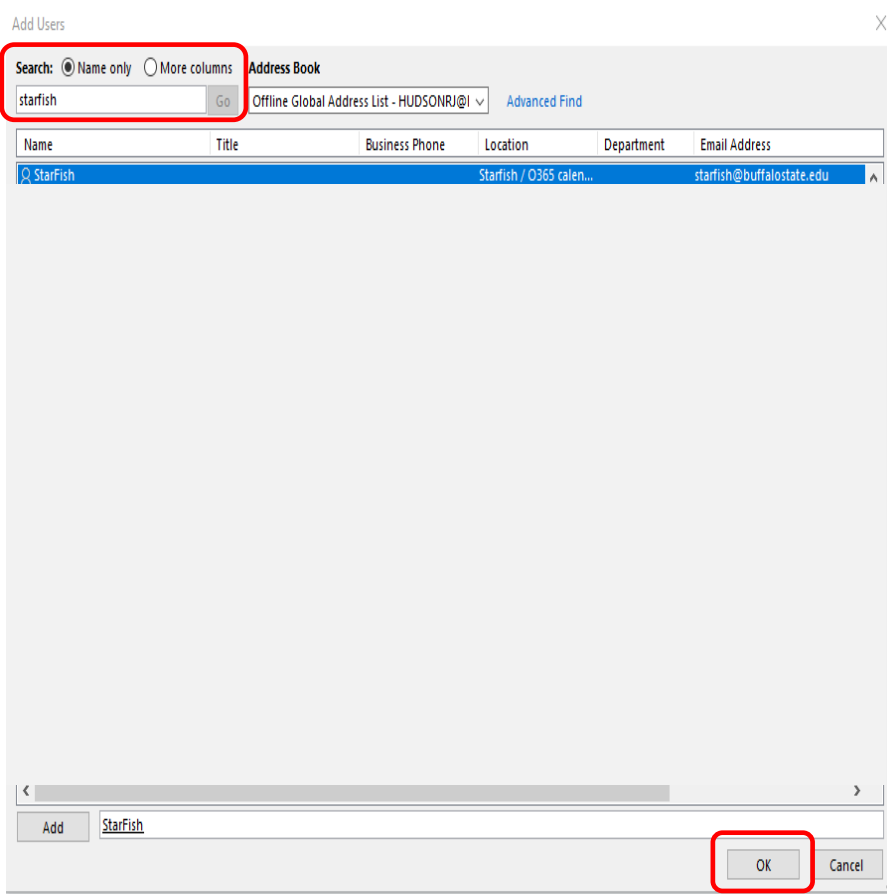 Add Users
Search: Name only More columns Address Book
starfish Go Offline Global Address List - HUDSONRJ@ Advanced Find
Name Title Business Phone Location Department Email Address
StarFish Starfish / O365 calen... starfish@buffalostate.edu
Add StarFish
OK Cancel